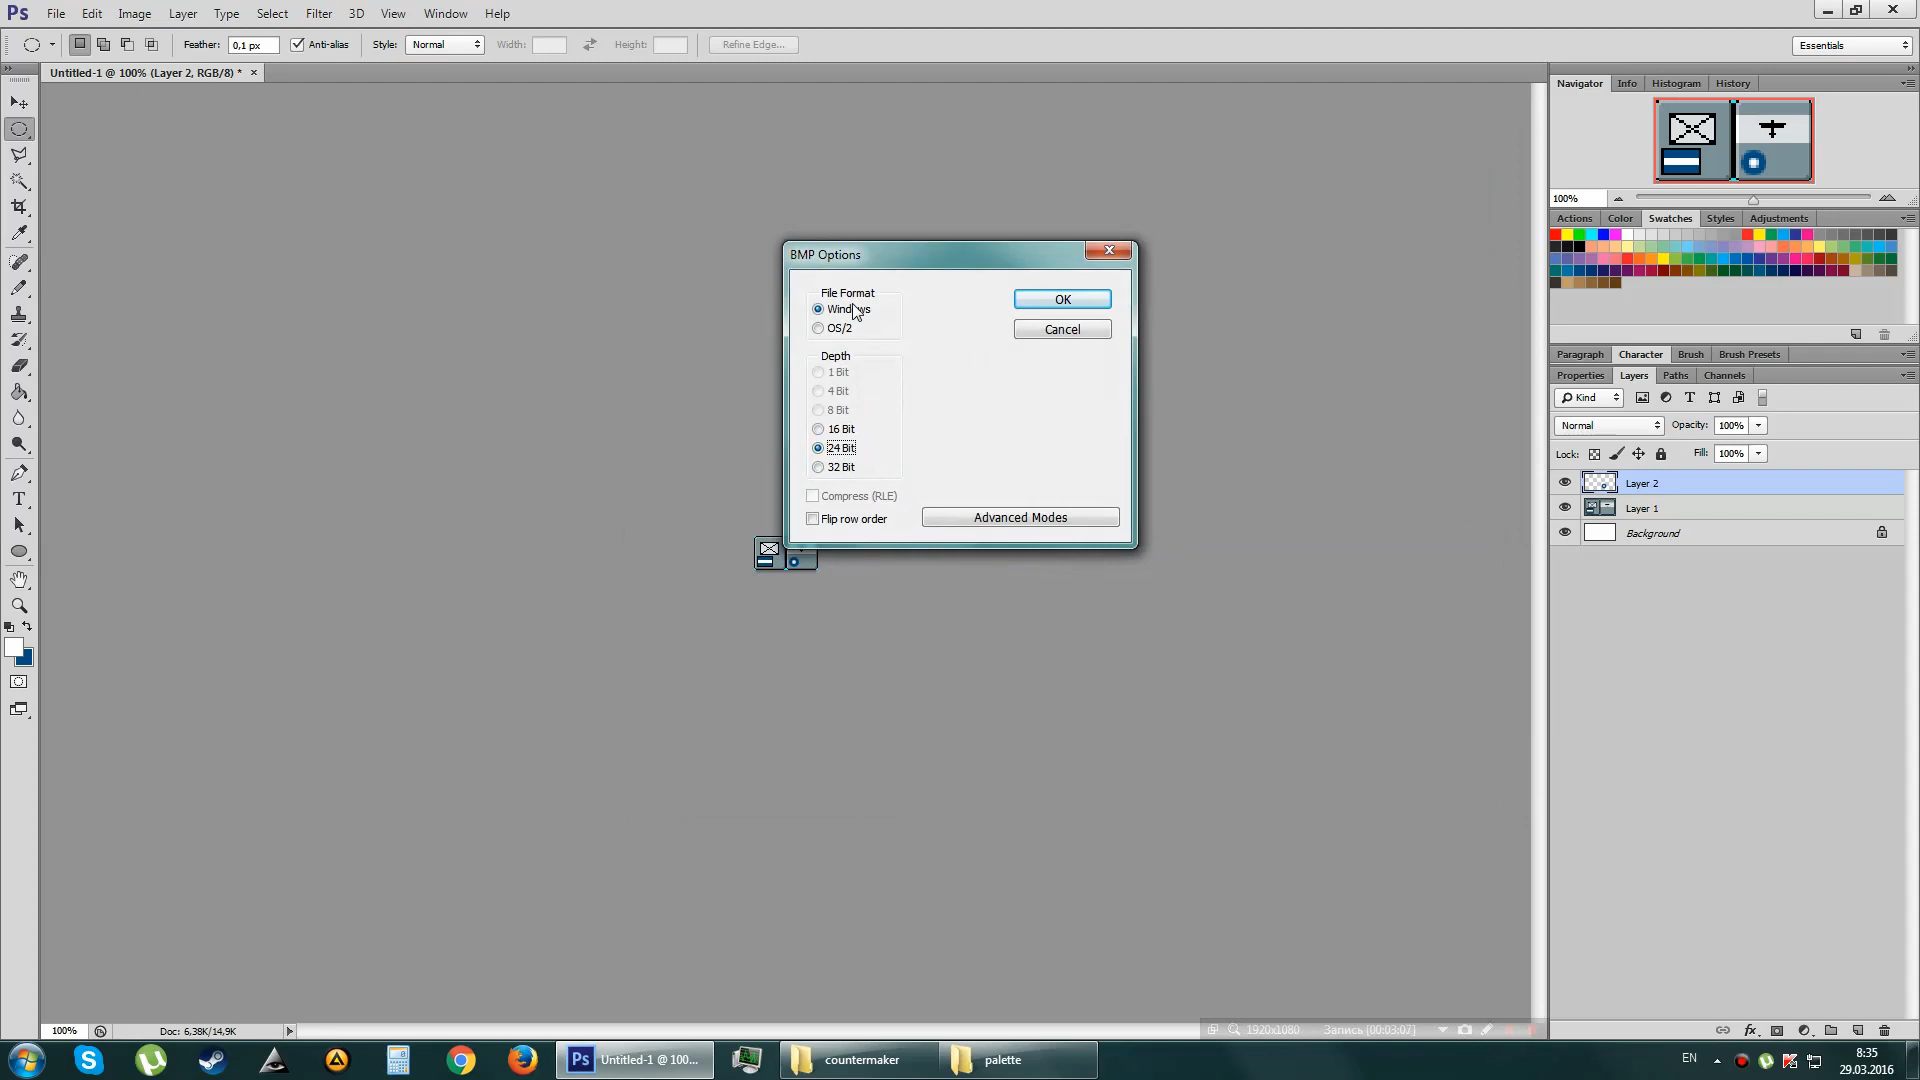 Ps File Edit Image Layer Type Select Filter 3D View Window Help
Feather: 0,1 px Anti-alias Style: Normal Width: Height: Refine Edge... Essentials
Untitled-1 @ 100% (Layer 2, RGB/8) * ×
Navigator Info Histogram History
100%
Actions Color Swatches Styles Adjustments
Paragraph Character Brush Brush Presets
Properties Layers Paths Channels
Kind
Normal Opacity: 100%
Lock: Fill: 100%
Layer 2
Layer 1
Background
BMP Options
File Format
Windows
OS/2
OK
Cancel
Depth
1 Bit
4 Bit
8 Bit
16 Bit
24 Bit
32 Bit
Compress (RLE)
Flip row order
Advanced Modes
100% Doc: 6,38K/14,9K
1920x1080 Запись [00:03:07]
Ps Untitled-1 @ 100... countermaker palette
EN 8:35
29.03.2016